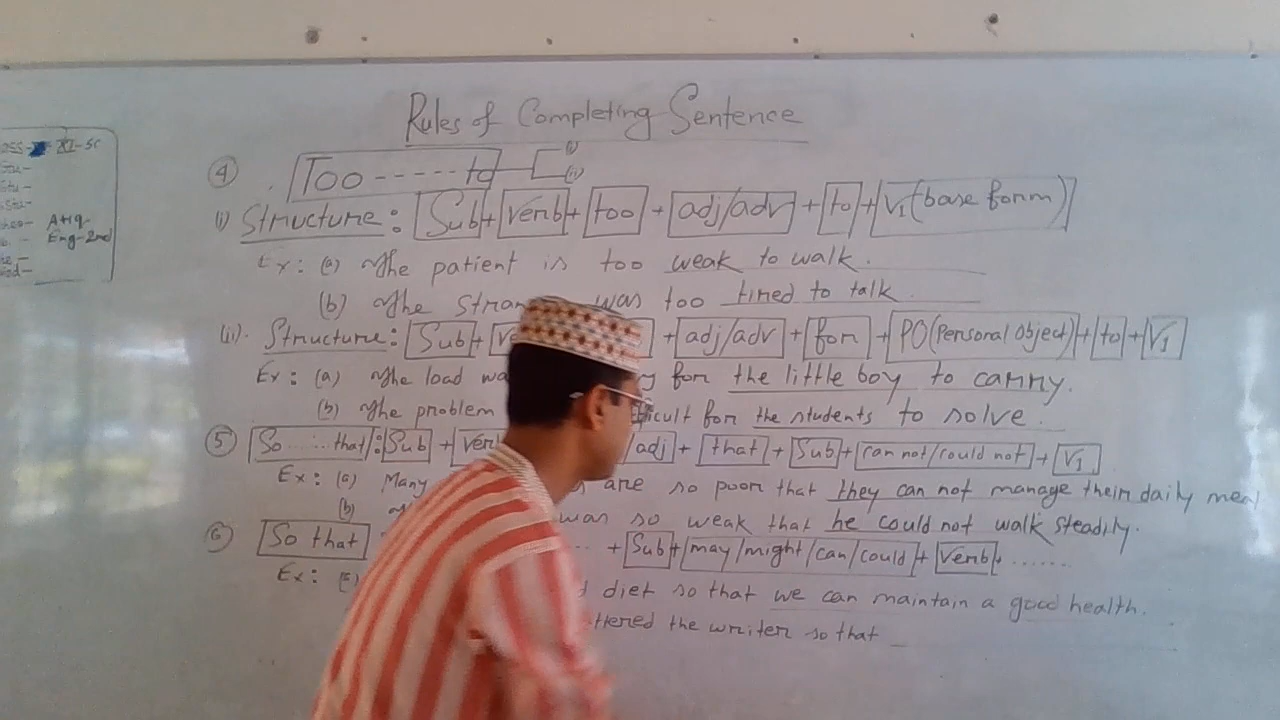 Rules of Completing Sentence
④ Too ----- to (i)
(ii)
(i) Structure: Sub + Verb + too + adj/adv + to + V1 (base form)
Ex: (a) The patient is too weak to walk.
(b) The was too tired to talk
(ii). Structure: Sub + + adj/adv + for + PO (Personal Object) + to + V1
Ex: (a) The load for the little boy to carry.
(b) The problem for the students to solve.
⑤ So ...... that: Sub + adj + that + Sub + can not/could not + V1
Ex: (a) Many are so poor that they can not manage their daily meal
(b) was so weak that he could not walk steadily.
⑥ So that + Sub + may/might/can/could + Verb + ......
Ex: diet so that we can maintain a good health.
the writer so that
XI-Sc
Atiq
Eng-2nd